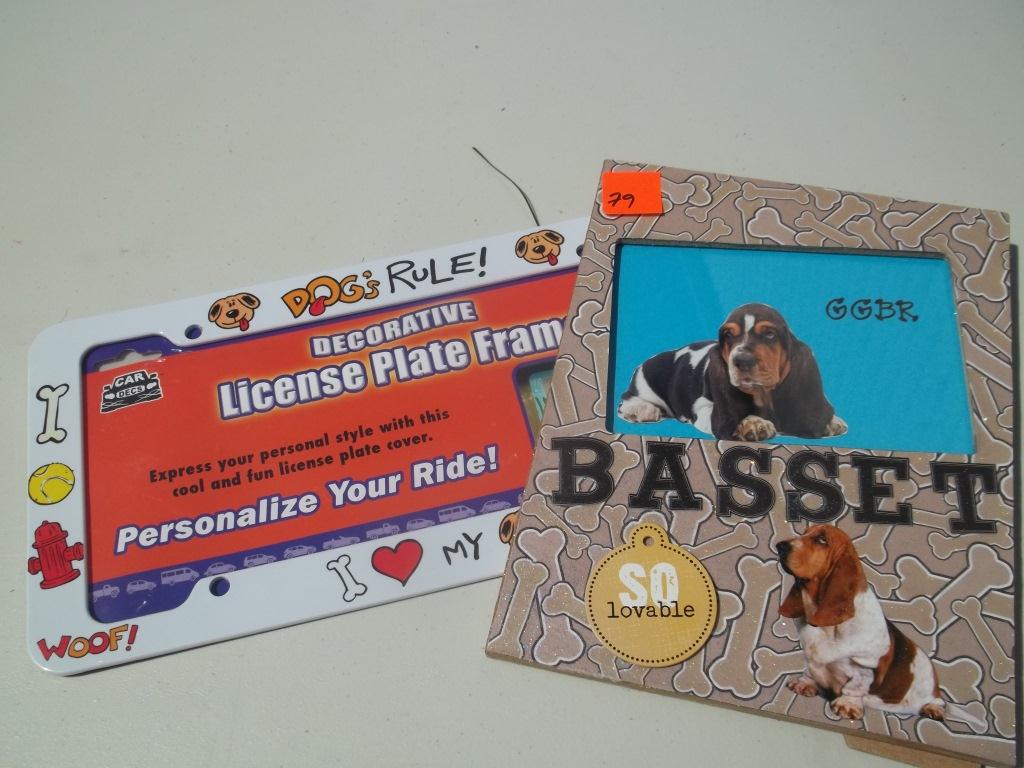 DOG'S RULE!
DECORATIVE
License Plate Fram
CAR
DECS
Express your personal style with this
cool and fun license plate cover.
Personalize Your Ride!
I
MY
WOOF!
79
GGBR
BASSET
SO
lovable